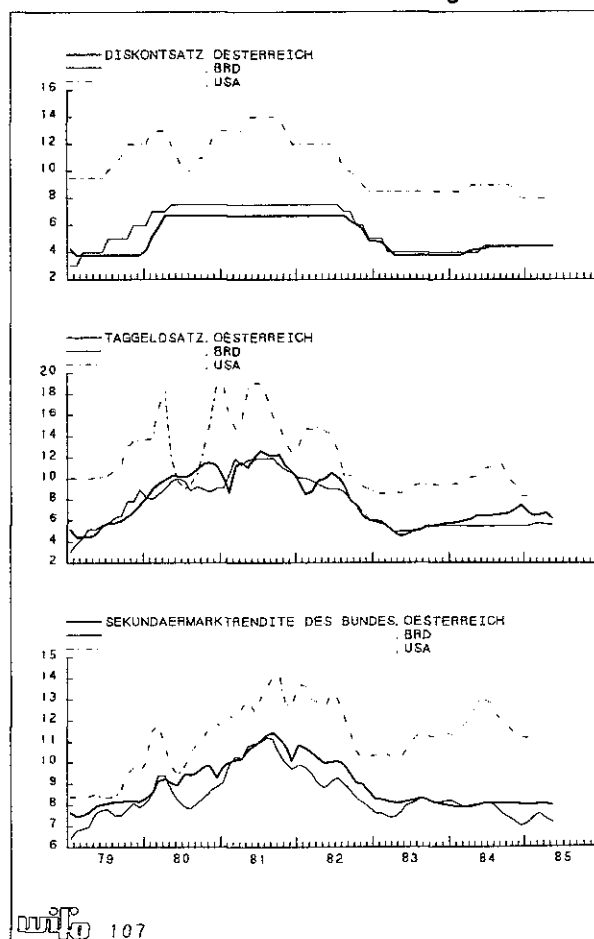 DISKONTSATZ. OESTERREICH
. BRD
. USA
16
14
12
10
8
6
4
2
TAGGELDSATZ. OESTERREICH
. BRD
. USA
20
18
16
14
12
10
8
6
4
2
SEKUNDAERMARKTRENDITE DES BUNDES. OESTERREICH
. BRD
. USA
15
14
13
12
11
10
9
8
7
6
79 80 81 82 83 84 85
wifo 107